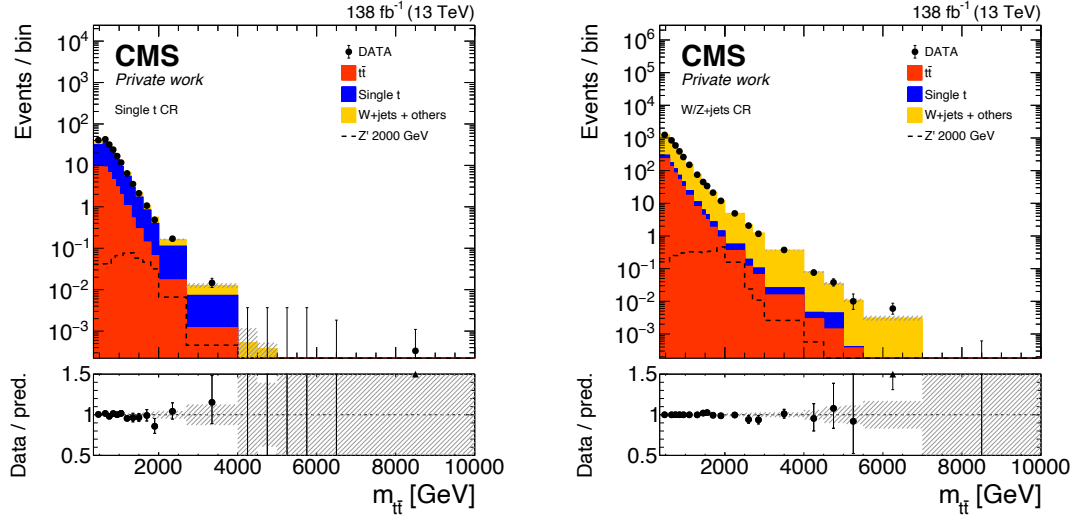 138 fb⁻¹ (13 TeV)
Events / bin
10⁴
10³
10²
10
1
10⁻¹
10⁻²
10⁻³
CMS
Private work
Single t CR
DATA
tt̄
Single t
W+jets + others
Z' 2000 GeV
Data / pred.
1.5
1
0.5
2000 4000 6000 8000 10000
m_tt̄ [GeV]
138 fb⁻¹ (13 TeV)
Events / bin
10⁶
10⁵
10⁴
10³
10²
10
1
10⁻¹
10⁻²
10⁻³
CMS
Private work
W/Z+jets CR
DATA
tt̄
Single t
W+jets + others
Z' 2000 GeV
Data / pred.
1.5
1
0.5
2000 4000 6000 8000 10000
m_tt̄ [GeV]